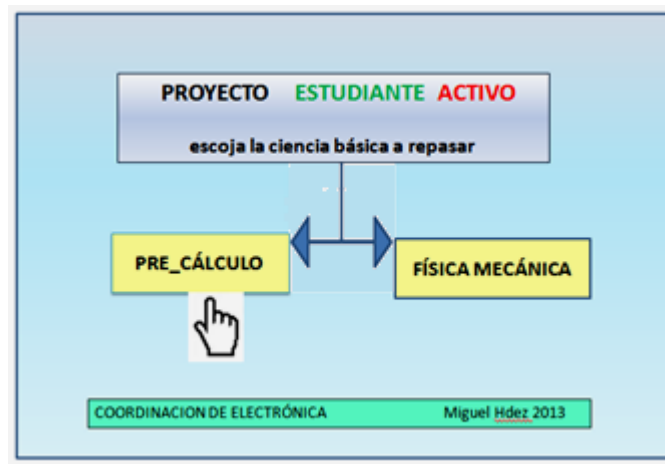 PROYECTO ESTUDIANTE ACTIVO
escoja la ciencia básica a repasar
PRE_CÁLCULO
FÍSICA MECÁNICA
COORDINACION DE ELECTRÓNICA Miguel Hdez 2013